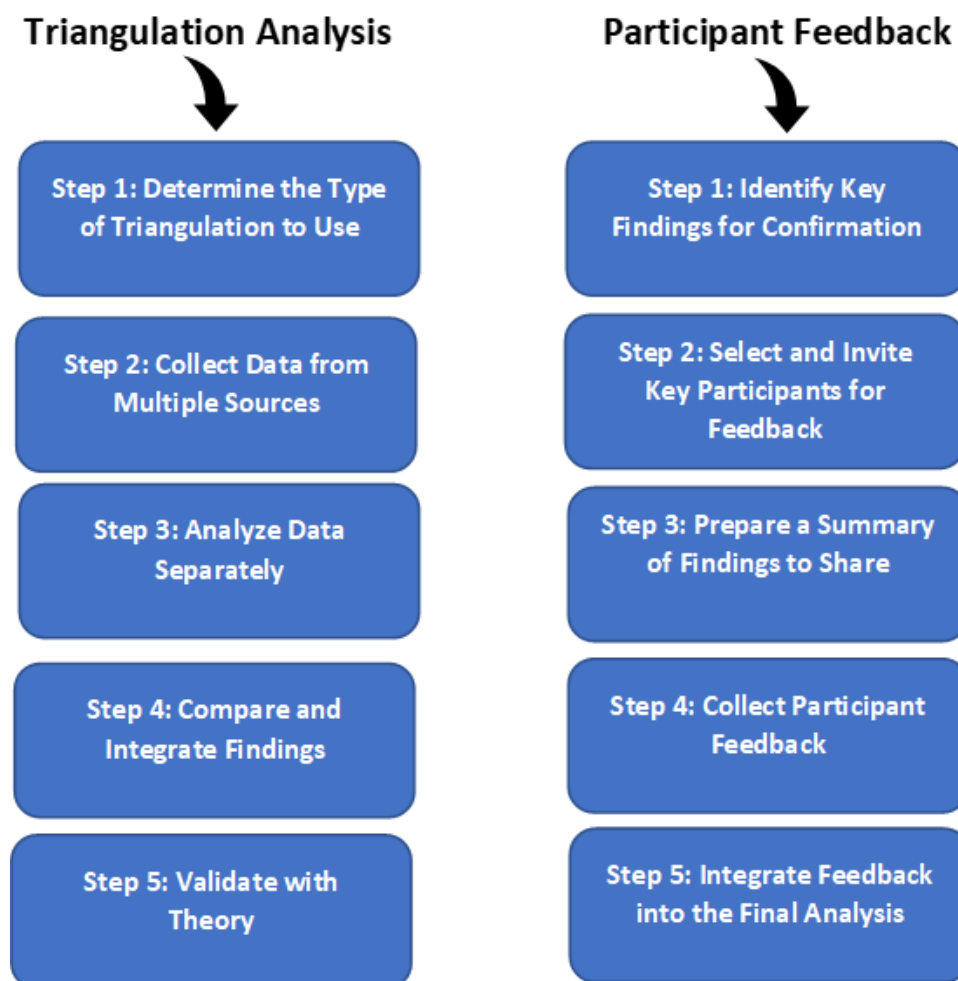 Triangulation Analysis
Step 1: Determine the Type
of Triangulation to Use
Step 2: Collect Data from
Multiple Sources
Step 3: Analyze Data
Separately
Step 4: Compare and
Integrate Findings
Step 5: Validate with
Theory
Participant Feedback
Step 1: Identify Key
Findings for Confirmation
Step 2: Select and Invite
Key Participants for
Feedback
Step 3: Prepare a Summary
of Findings to Share
Step 4: Collect Participant
Feedback
Step 5: Integrate Feedback
into the Final Analysis